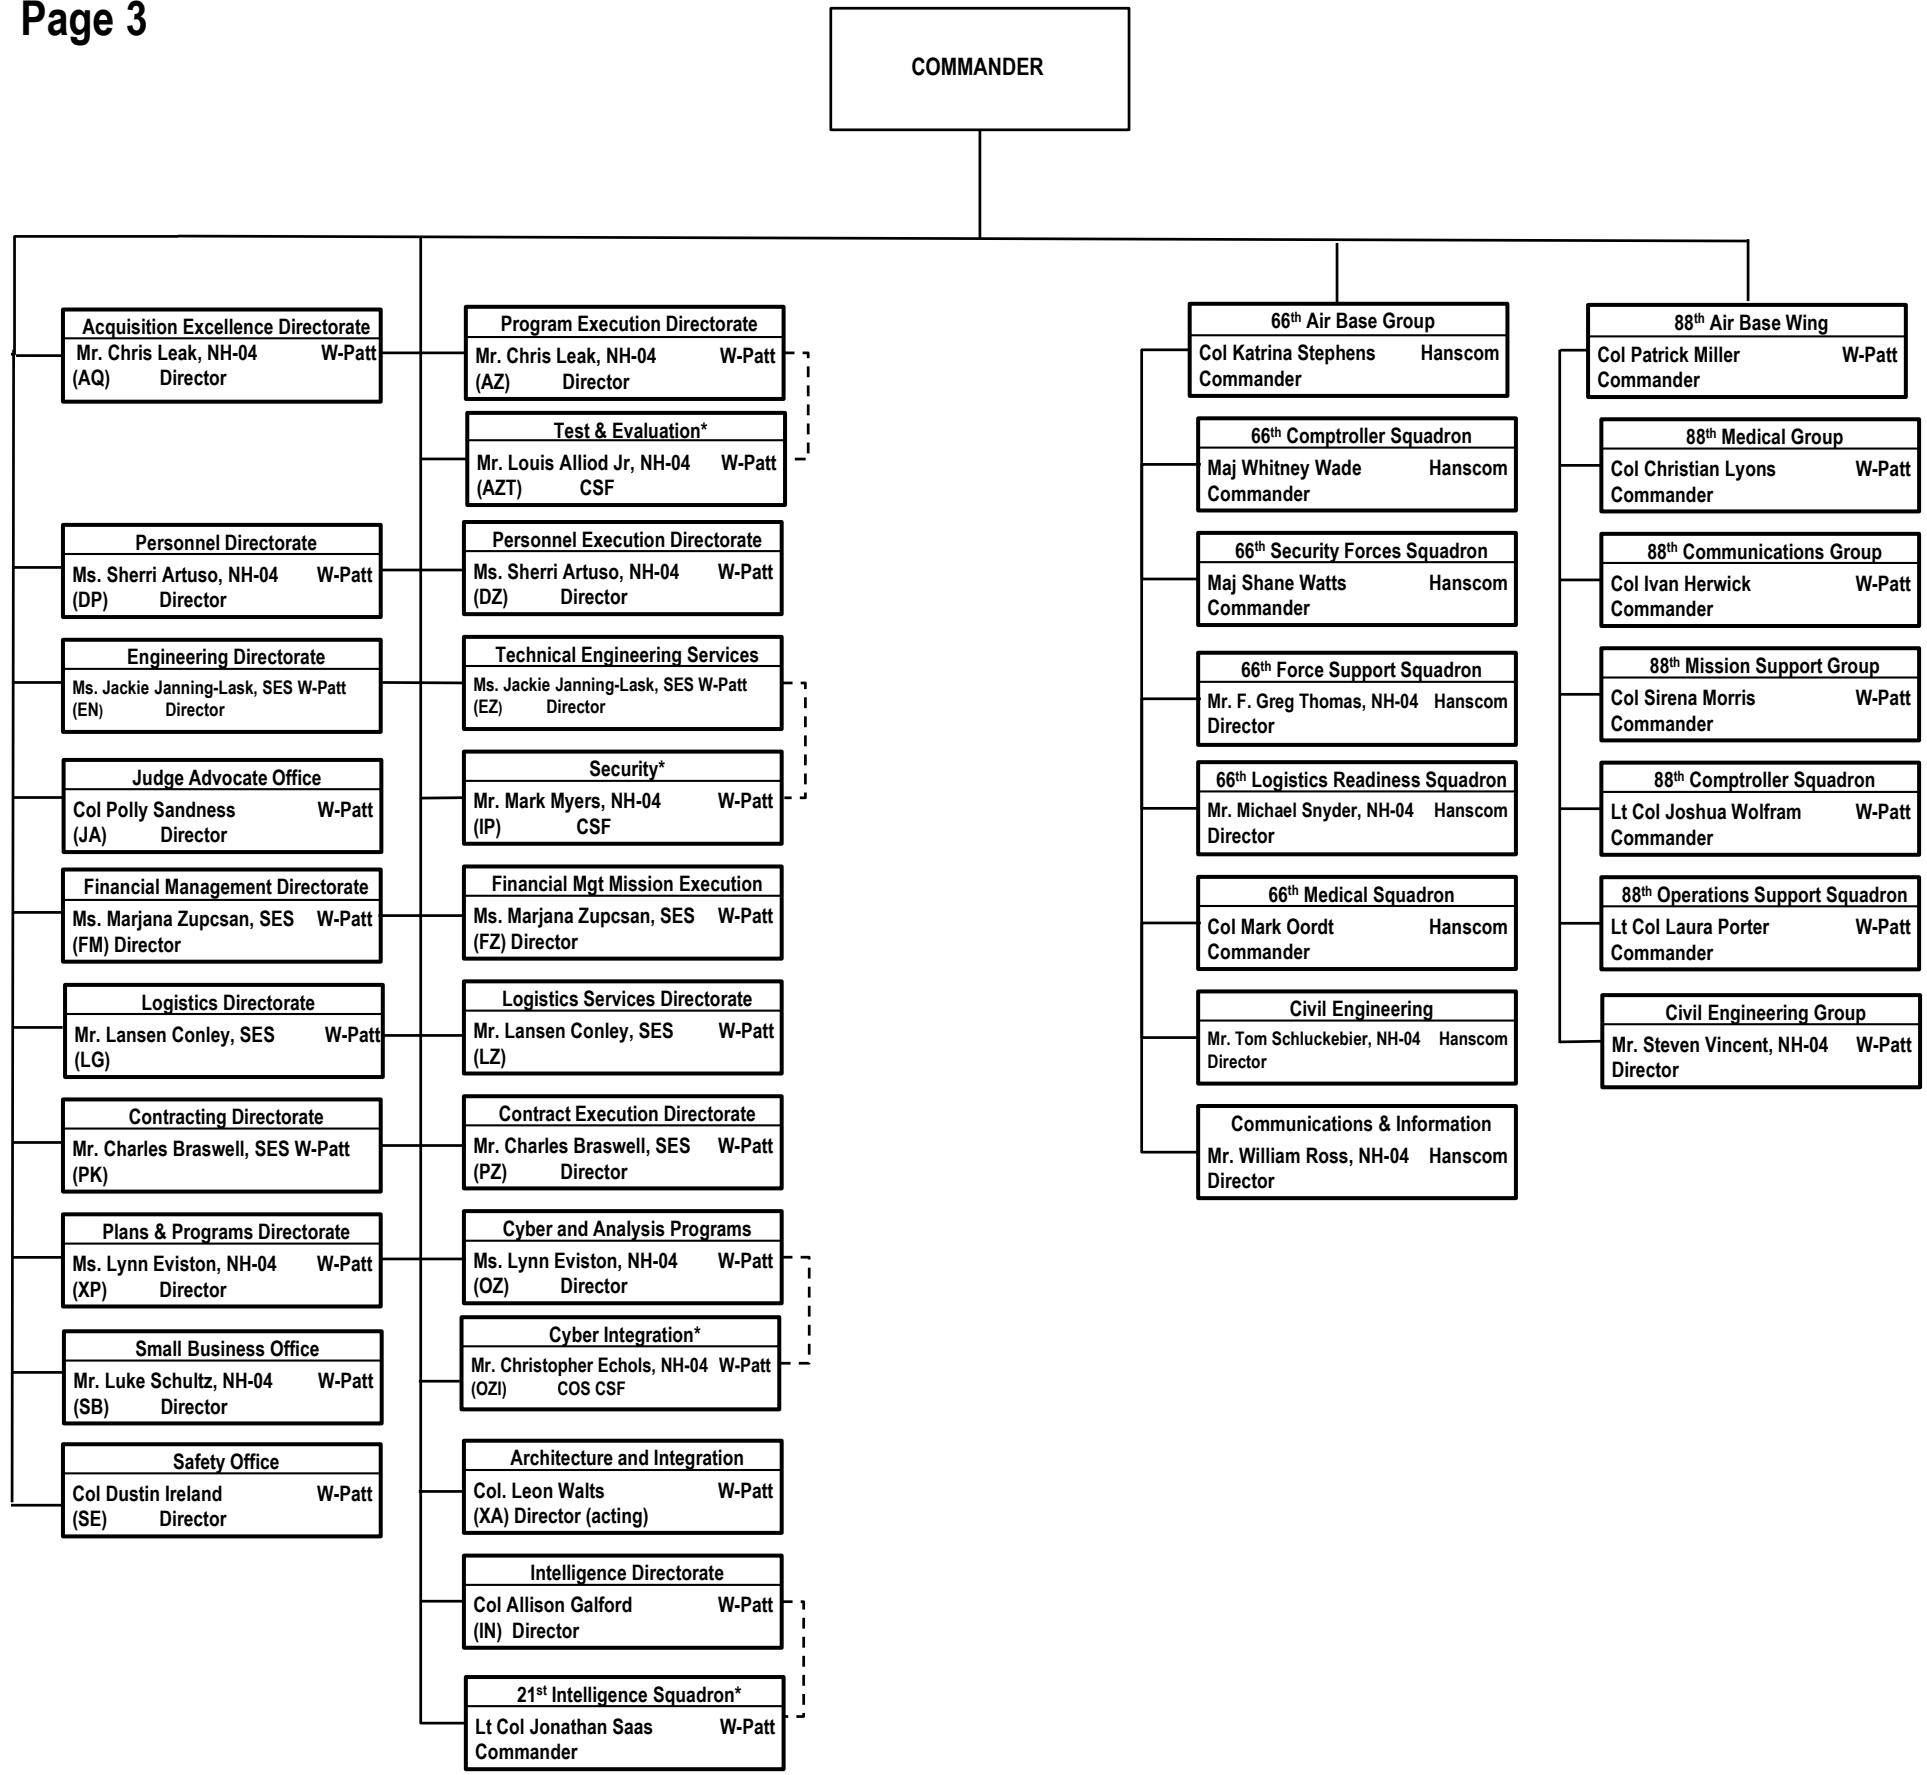 Page 3
COMMANDER
Acquisition Excellence Directorate
Mr. Chris Leak, NH-04 W-Patt
(AQ) Director
Personnel Directorate
Ms. Sherri Artuso, NH-04 W-Patt
(DP) Director
Engineering Directorate
Ms. Jackie Janning-Lask, SES W-Patt
(EN) Director
Judge Advocate Office
Col Polly Sandness W-Patt
(JA) Director
Financial Management Directorate
Ms. Marjana Zupcsan, SES W-Patt
(FM) Director
Logistics Directorate
Mr. Lansen Conley, SES W-Patt
(LG)
Contracting Directorate
Mr. Charles Braswell, SES W-Patt
(PK)
Plans & Programs Directorate
Ms. Lynn Eviston, NH-04 W-Patt
(XP) Director
Small Business Office
Mr. Luke Schultz, NH-04 W-Patt
(SB) Director
Safety Office
Col Dustin Ireland W-Patt
(SE) Director
Program Execution Directorate
Mr. Chris Leak, NH-04 W-Patt
(AZ) Director
Test & Evaluation*
Mr. Louis Alliod Jr, NH-04 W-Patt
(AZT) CSF
Personnel Execution Directorate
Ms. Sherri Artuso, NH-04 W-Patt
(DZ) Director
Technical Engineering Services
Ms. Jackie Janning-Lask, SES W-Patt
(EZ) Director
Security*
Mr. Mark Myers, NH-04 W-Patt
(IP) CSF
Financial Mgt Mission Execution
Ms. Marjana Zupcsan, SES W-Patt
(FZ) Director
Logistics Services Directorate
Mr. Lansen Conley, SES W-Patt
(LZ)
Contract Execution Directorate
Mr. Charles Braswell, SES W-Patt
(PZ) Director
Cyber and Analysis Programs
Ms. Lynn Eviston, NH-04 W-Patt
(OZ) Director
Cyber Integration*
Mr. Christopher Echols, NH-04 W-Patt
(OZI) COS CSF
Architecture and Integration
Col. Leon Walts W-Patt
(XA) Director (acting)
Intelligence Directorate
Col Allison Galford W-Patt
(IN) Director
21st Intelligence Squadron*
Lt Col Jonathan Saas W-Patt
Commander
66th Air Base Group
Col Katrina Stephens Hanscom
Commander
66th Comptroller Squadron
Maj Whitney Wade Hanscom
Commander
66th Security Forces Squadron
Maj Shane Watts Hanscom
Commander
66th Force Support Squadron
Mr. F. Greg Thomas, NH-04 Hanscom
Director
66th Logistics Readiness Squadron
Mr. Michael Snyder, NH-04 Hanscom
Director
66th Medical Squadron
Col Mark Oordt Hanscom
Commander
Civil Engineering
Mr. Tom Schluckebier, NH-04 Hanscom
Director
Communications & Information
Mr. William Ross, NH-04 Hanscom
Director
88th Air Base Wing
Col Patrick Miller W-Patt
Commander
88th Medical Group
Col Christian Lyons W-Patt
Commander
88th Communications Group
Col Ivan Herwick W-Patt
Commander
88th Mission Support Group
Col Sirena Morris W-Patt
Commander
88th Comptroller Squadron
Lt Col Joshua Wolfram W-Patt
Commander
88th Operations Support Squadron
Lt Col Laura Porter W-Patt
Commander
Civil Engineering Group
Mr. Steven Vincent, NH-04 W-Patt
Director